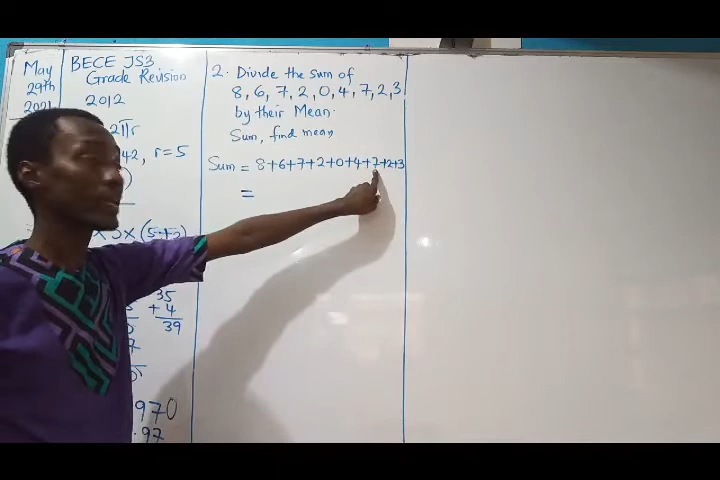 May
29th
2021
BECE JS3
Grade Revision
2012
2πr
42, r=5
35
+ 4
39
970
.97
2. Divide the sum of
8, 6, 7, 2, 0, 4, 7, 2, 3
by their Mean.
Sum, find mean
Sum = 8+6+7+2+0+4+7+2+3
=